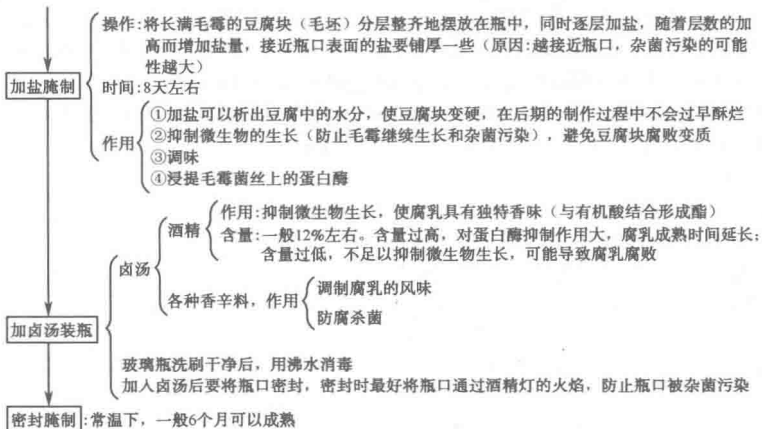 操作:将长满毛霉的豆腐块（毛坯）分层整齐地摆放在瓶中，同时逐层加盐，随着层数的加
高而增加盐量，接近瓶口表面的盐要铺厚一些（原因:越接近瓶口，杂菌污染的可能
性越大）
加盐腌制
时间:8天左右
作用
①加盐可以析出豆腐中的水分，使豆腐块变硬，在后期的制作过程中不会过早酥烂
②抑制微生物的生长（防止毛霉继续生长和杂菌污染），避免豆腐块腐败变质
③调味
④浸提毛霉菌丝上的蛋白酶
加卤汤装瓶
卤汤
酒精
作用:抑制微生物生长，使腐乳具有独特香味（与有机酸结合形成酯）
含量:一般12%左右。含量过高，对蛋白酶抑制作用大，腐乳成熟时间延长；
含量过低，不足以抑制微生物生长，可能导致腐乳腐败
各种香辛料，作用
调制腐乳的风味
防腐杀菌
玻璃瓶洗刷干净后，用沸水消毒
加入卤汤后要将瓶口密封，密封时最好将瓶口通过酒精灯的火焰，防止瓶口被杂菌污染
密封腌制:常温下，一般6个月可以成熟